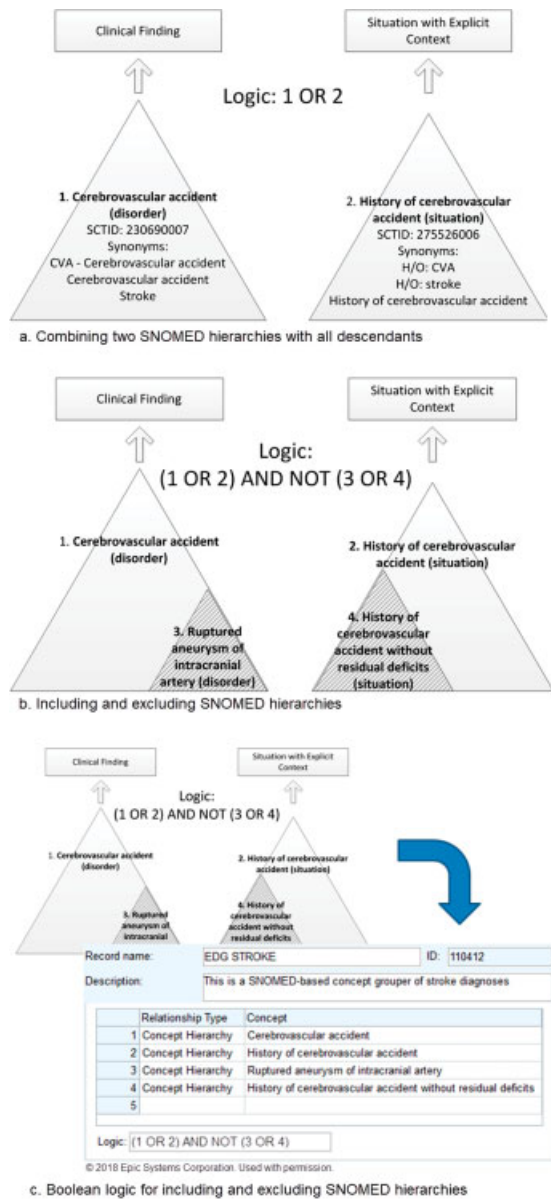 Clinical Finding
Situation with Explicit
Context
Logic: 1 OR 2
1. Cerebrovascular accident
(disorder)
SCTID: 230690007
Synonyms:
CVA - Cerebrovascular accident
Cerebrovascular accident
Stroke
2. History of cerebrovascular
accident (situation)
SCTID: 275526006
Synonyms:
H/O: CVA
H/O: stroke
History of cerebrovascular accident
a. Combining two SNOMED hierarchies with all descendants
Clinical Finding
Situation with Explicit
Context
Logic:
(1 OR 2) AND NOT (3 OR 4)
1. Cerebrovascular accident
(disorder)
2. History of cerebrovascular
accident (situation)
3. Ruptured
aneurysm of
intracranial
artery (disorder)
4. History of
cerebrovascular
accident without
residual deficits
(situation)
b. Including and excluding SNOMED hierarchies
Clinical Finding
Situation with Explicit
Context
Logic:
(1 OR 2) AND NOT (3 OR 4)
1. Cerebrovascular accident
(disorder)
2. History of cerebrovascular
accident (situation)
3. Ruptured
aneurysm of
intracranial
4. History of
cerebrovascular
accident without
residual deficits
Record name: EDG STROKE ID: 110412
Description: This is a SNOMED-based concept grouper of stroke diagnoses
Relationship Type Concept
1 Concept Hierarchy Cerebrovascular accident
2 Concept Hierarchy History of cerebrovascular accident
3 Concept Hierarchy Ruptured aneurysm of intracranial artery
4 Concept Hierarchy History of cerebrovascular accident without residual deficits
5
Logic: (1 OR 2) AND NOT (3 OR 4)
© 2018 Epic Systems Corporation. Used with permission.
c. Boolean logic for including and excluding SNOMED hierarchies